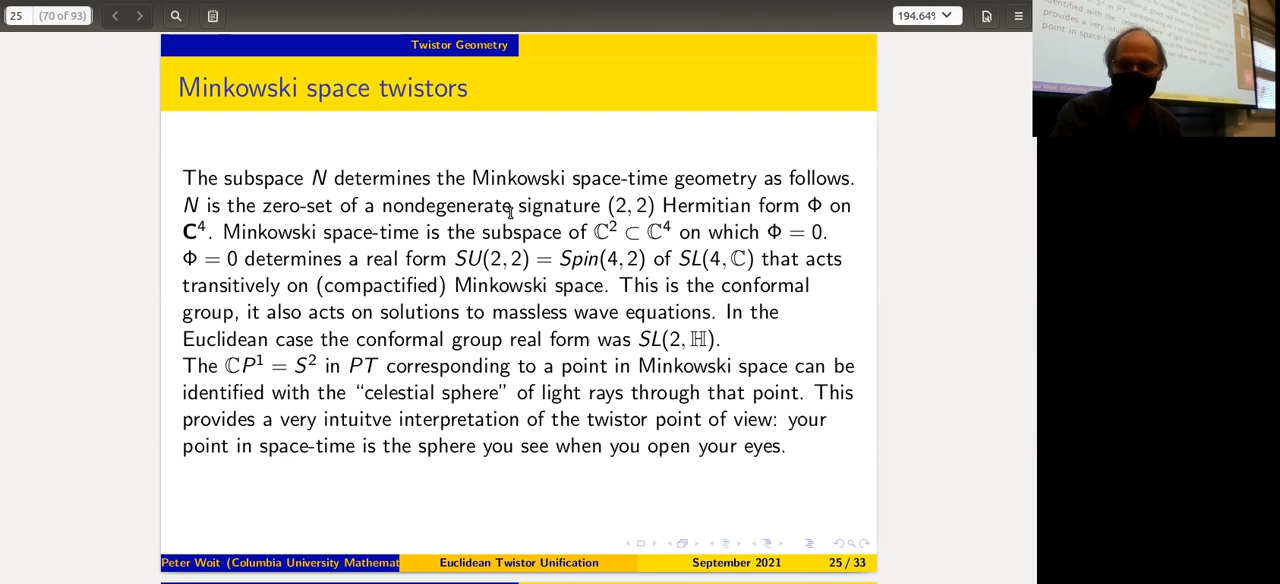 25 (70 of 93)
194.64%
Twistor Geometry
Minkowski space twistors
The subspace N determines the Minkowski space-time geometry as follows.
N is the zero-set of a nondegenerate signature (2, 2) Hermitian form Φ on
C⁴. Minkowski space-time is the subspace of ℂ² ⊂ ℂ⁴ on which Φ = 0.
Φ = 0 determines a real form SU(2, 2) = Spin(4, 2) of SL(4, ℂ) that acts
transitively on (compactified) Minkowski space. This is the conformal
group, it also acts on solutions to massless wave equations. In the
Euclidean case the conformal group real form was SL(2, ℍ).
The ℂP¹ = S² in PT corresponding to a point in Minkowski space can be
identified with the “celestial sphere” of light rays through that point. This
provides a very intuitve interpretation of the twistor point of view: your
point in space-time is the sphere you see when you open your eyes.
Peter Woit (Columbia University Mathemat Euclidean Twistor Unification September 2021 25 / 33